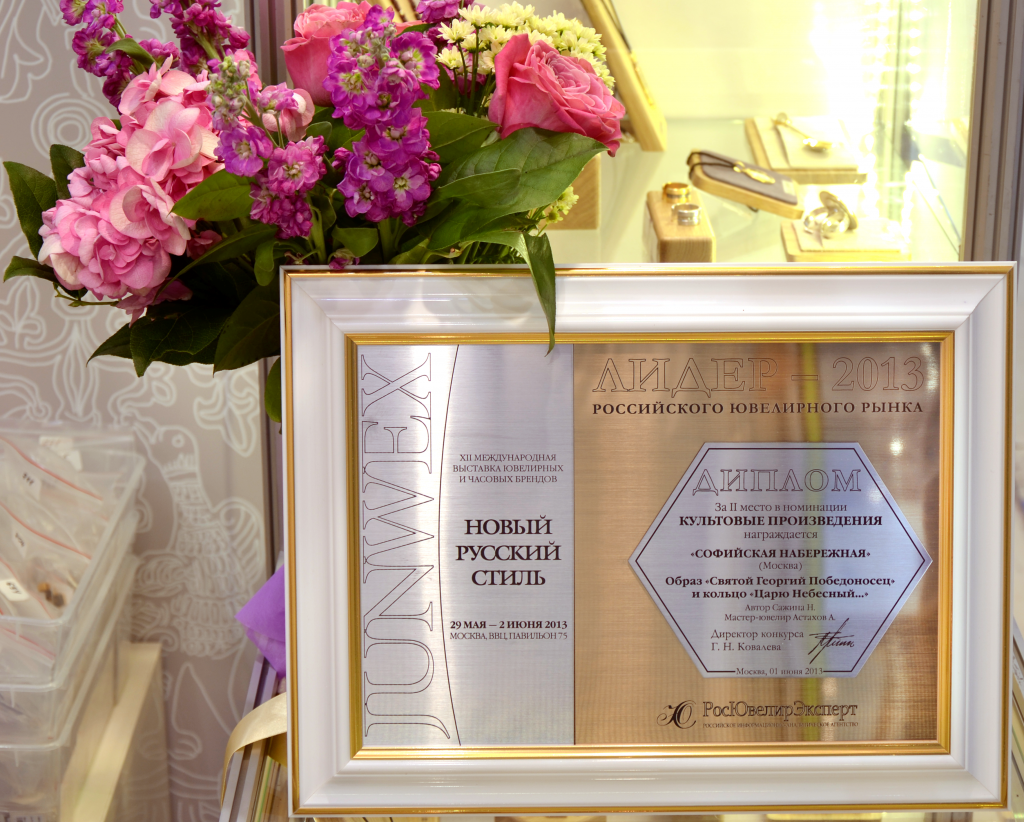 JUNWEX
XII МЕЖДУНАРОДНАЯ
ВЫСТАВКА ЮВЕЛИРНЫХ
И ЧАСОВЫХ БРЕНДОВ
НОВЫЙ
РУССКИЙ
СТИЛЬ
29 МАЯ — 2 ИЮНЯ 2013
МОСКВА, ВВЦ, ПАВИЛЬОН 75
ЛИДЕР – 2013
РОССИЙСКОГО ЮВЕЛИРНОГО РЫНКА
ДИПЛОМ
За II место в номинации
КУЛЬТОВЫЕ ПРОИЗВЕДЕНИЯ
награждается
«СОФИЙСКАЯ НАБЕРЕЖНАЯ»
(Москва)
Образ «Святой Георгий Победоносец»
и кольцо «Царю Небесный...»
Автор Сажина Н.
Мастер-ювелир Астахов А.
Директор конкурса
Г. Н. Ковалева
Москва, 01 июня 2013
РосЮвелирЭксперт
РОССИЙСКОЕ АГЕНТСТВО